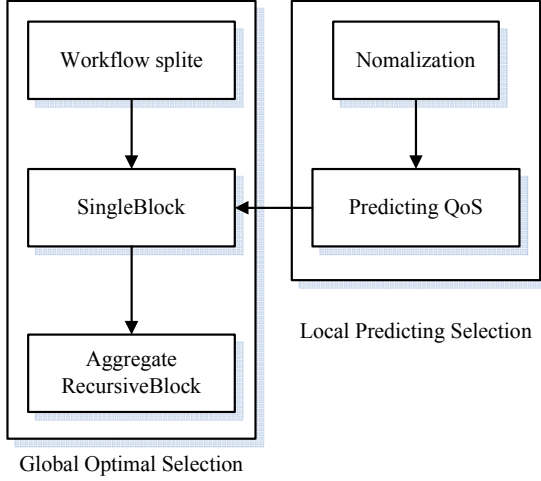 Workflow splite
SingleBlock
Aggregate
RecursiveBlock
Global Optimal Selection
Nomalization
Predicting QoS
Local Predicting Selection